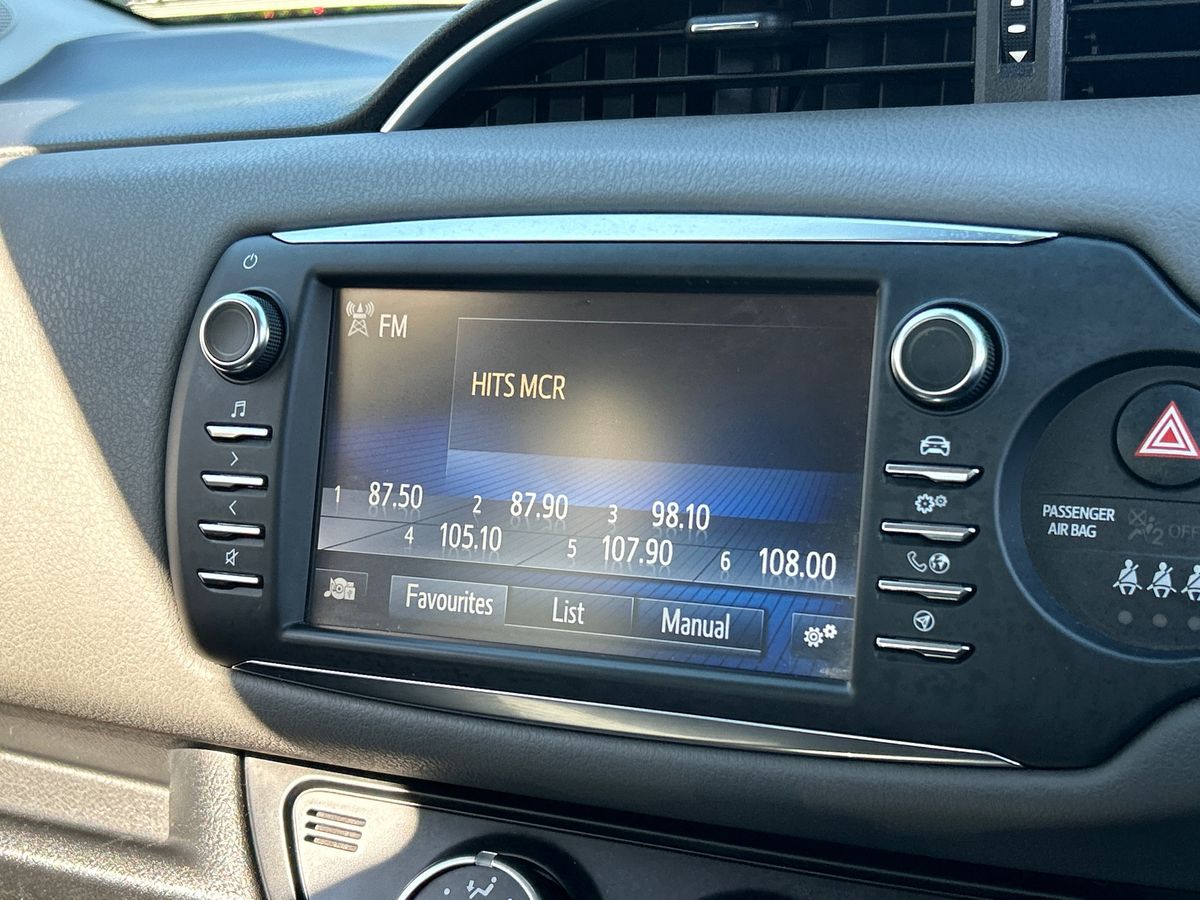 FM
HITS MCR
1 87.50 2 87.90 3 98.10
4 105.10 5 107.90 6 108.00
Favourites List Manual
PASSENGER
AIR BAG
2 OFF